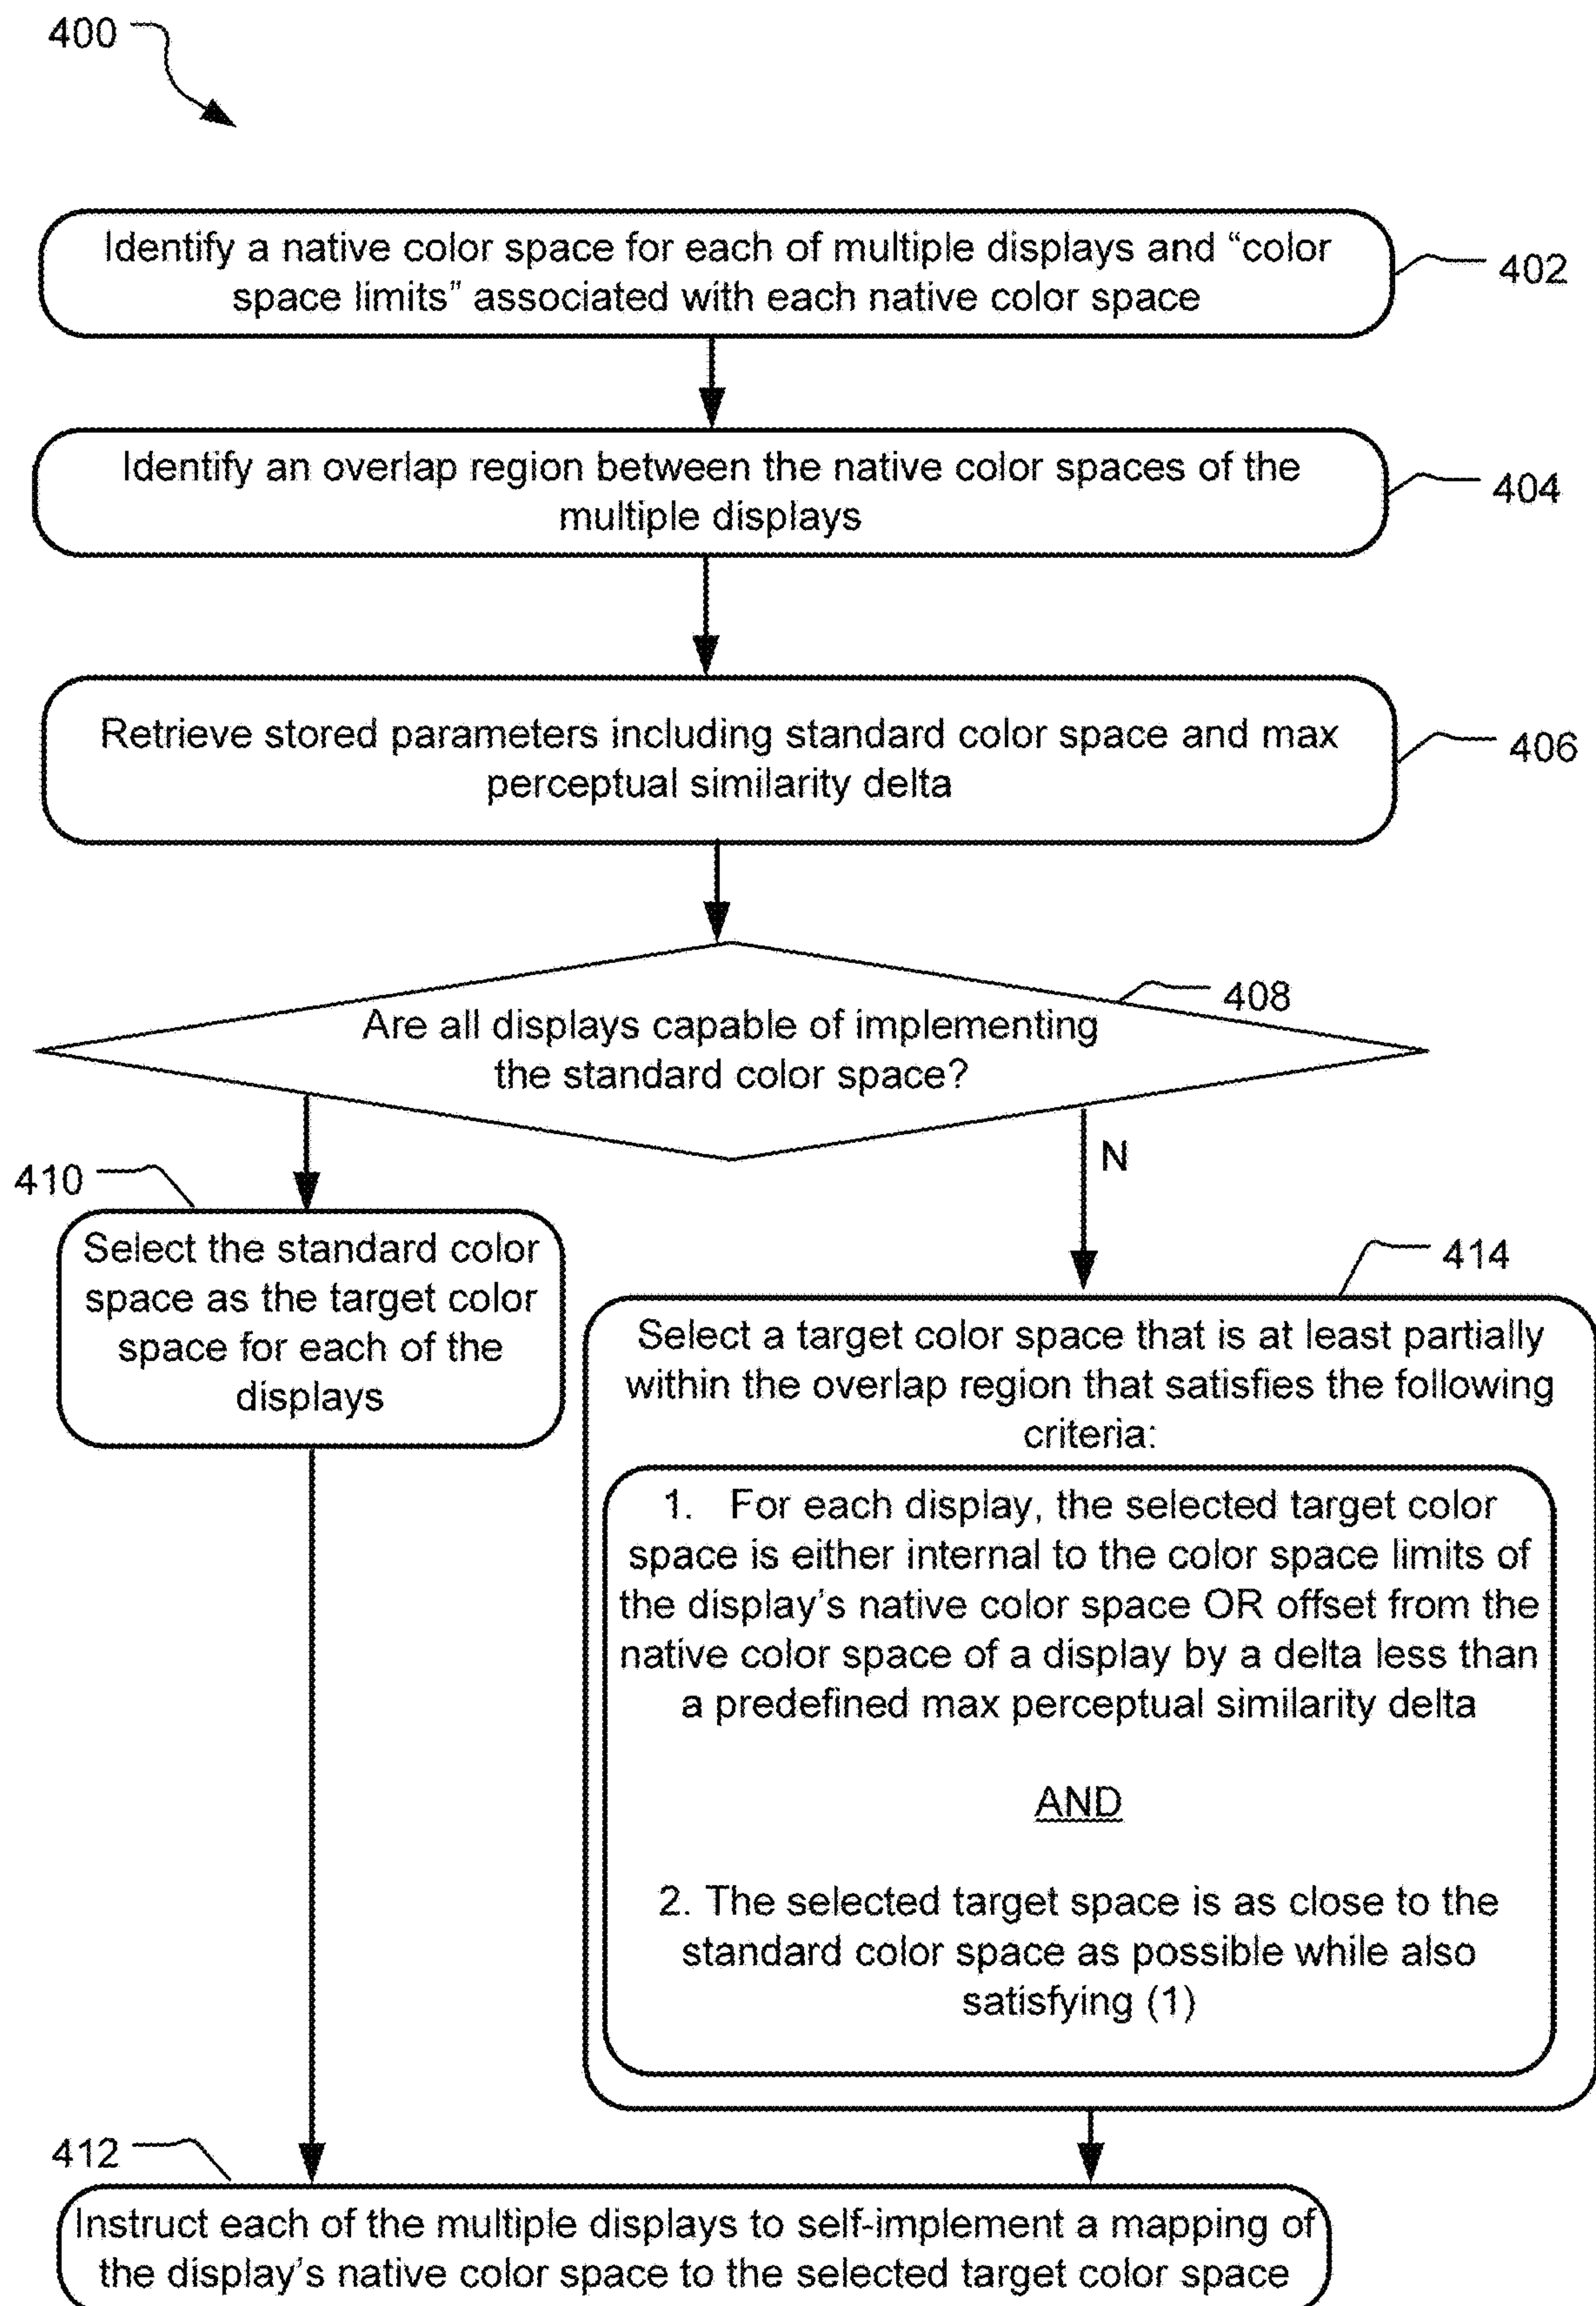 400
Identify a native color space for each of multiple displays and “color
space limits” associated with each native color space
402
Identify an overlap region between the native color spaces of the
multiple displays
404
Retrieve stored parameters including standard color space and max
perceptual similarity delta
406
408
Are all displays capable of implementing
the standard color space?
N
410
Select the standard color
space as the target color
space for each of the
displays
414
Select a target color space that is at least partially
within the overlap region that satisfies the following
criteria:
1. For each display, the selected target color
space is either internal to the color space limits of
the display’s native color space OR offset from the
native color space of a display by a delta less than
a predefined max perceptual similarity delta
AND
2. The selected target space is as close to the
standard color space as possible while also
satisfying (1)
412
Instruct each of the multiple displays to self-implement a mapping of
the display’s native color space to the selected target color space